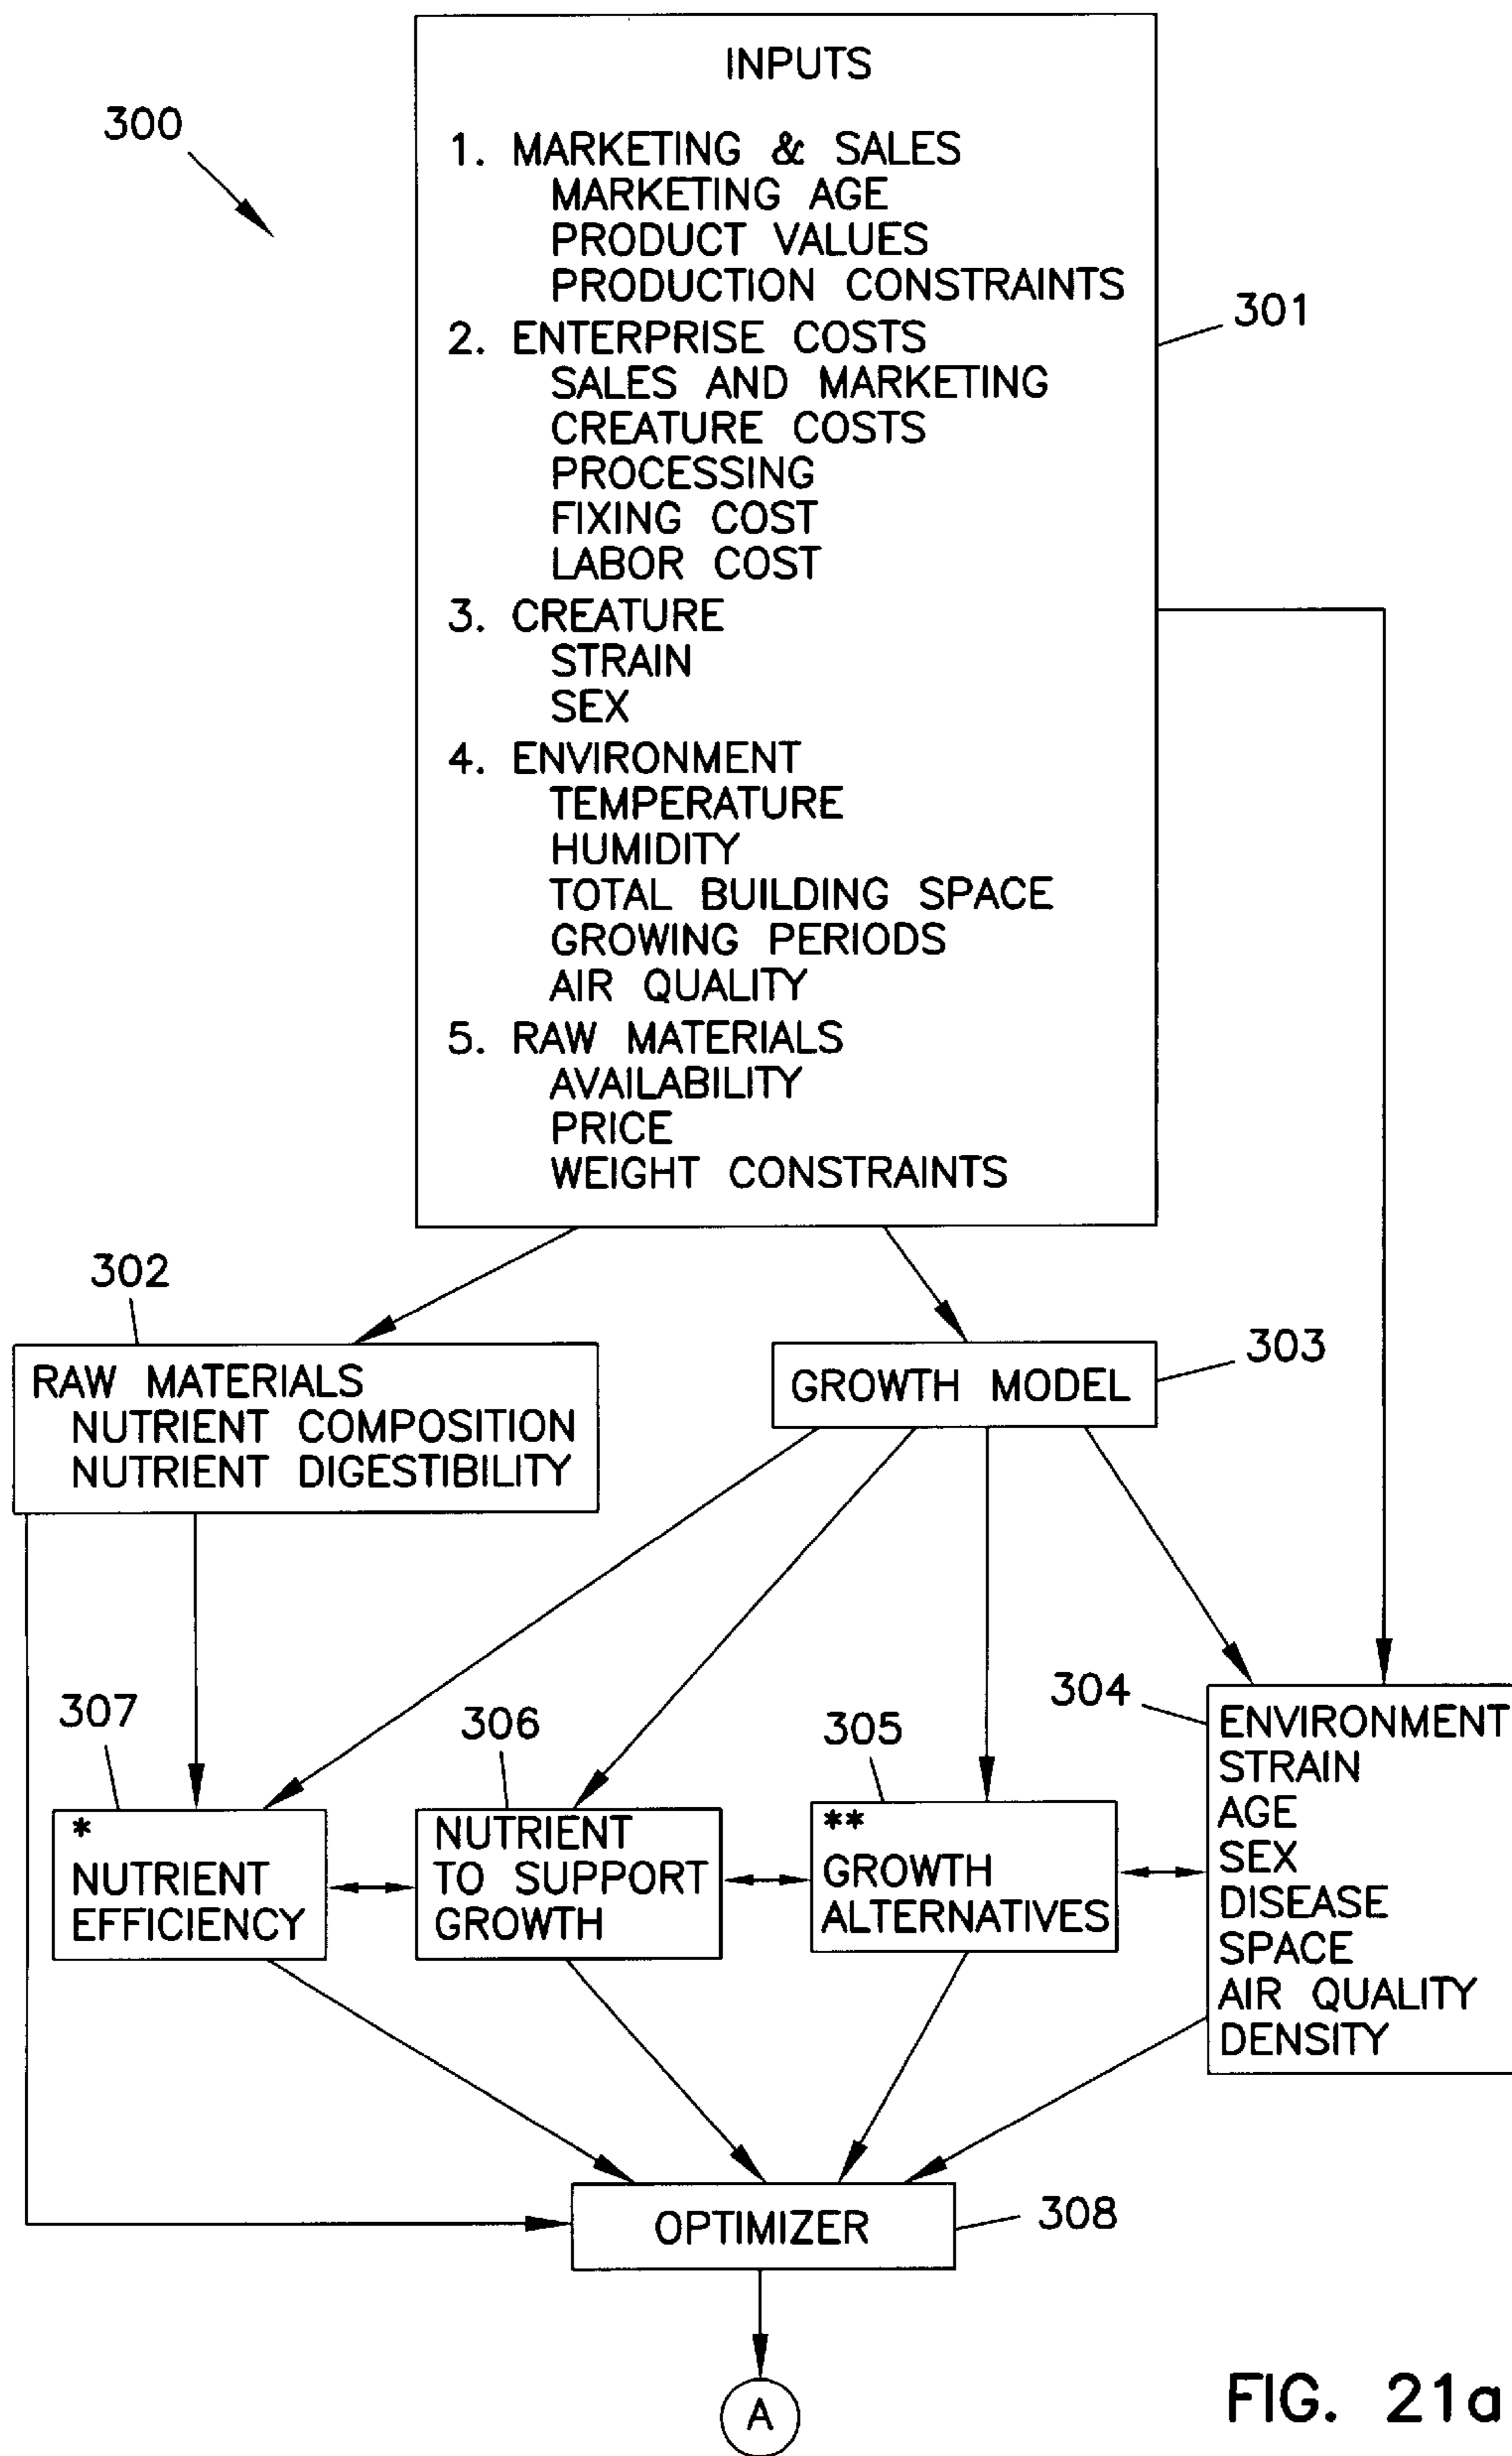 INPUTS
300
1. MARKETING & SALES
MARKETING AGE
PRODUCT VALUES
PRODUCTION CONSTRAINTS
301
2. ENTERPRISE COSTS
SALES AND MARKETING
CREATURE COSTS
PROCESSING
FIXING COST
LABOR COST
3. CREATURE
STRAIN
SEX
4. ENVIRONMENT
TEMPERATURE
HUMIDITY
TOTAL BUILDING SPACE
GROWING PERIODS
AIR QUALITY
5. RAW MATERIALS
AVAILABILITY
PRICE
WEIGHT CONSTRAINTS
302
RAW MATERIALS
NUTRIENT COMPOSITION
NUTRIENT DIGESTIBILITY
303
GROWTH MODEL
307
*
NUTRIENT
EFFICIENCY
306
NUTRIENT
TO SUPPORT
GROWTH
305
**
GROWTH
ALTERNATIVES
304
ENVIRONMENT
STRAIN
AGE
SEX
DISEASE
SPACE
AIR QUALITY
DENSITY
OPTIMIZER
308
A
FIG. 21a